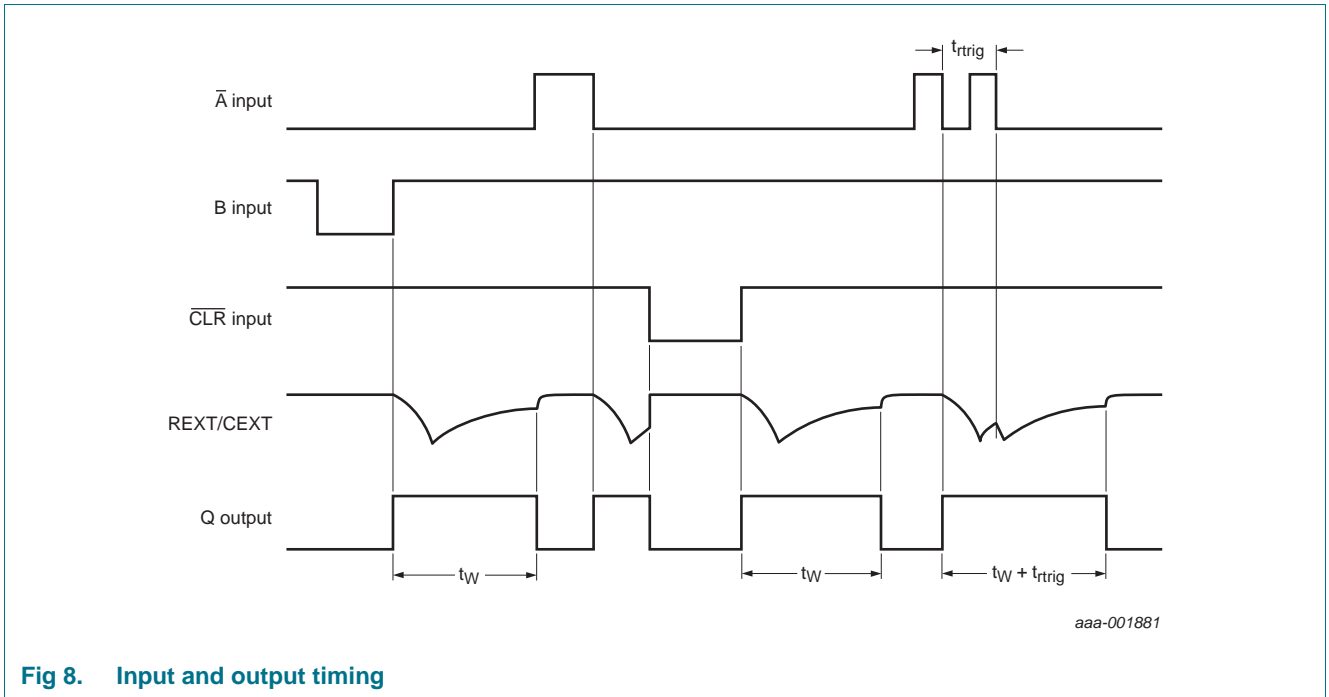 t_rtrig
A̅ input
B input
C̅L̅R̅ input
REXT/CEXT
Q output
t_W
t_W
t_W + t_rtrig
aaa-001881
Fig 8. Input and output timing